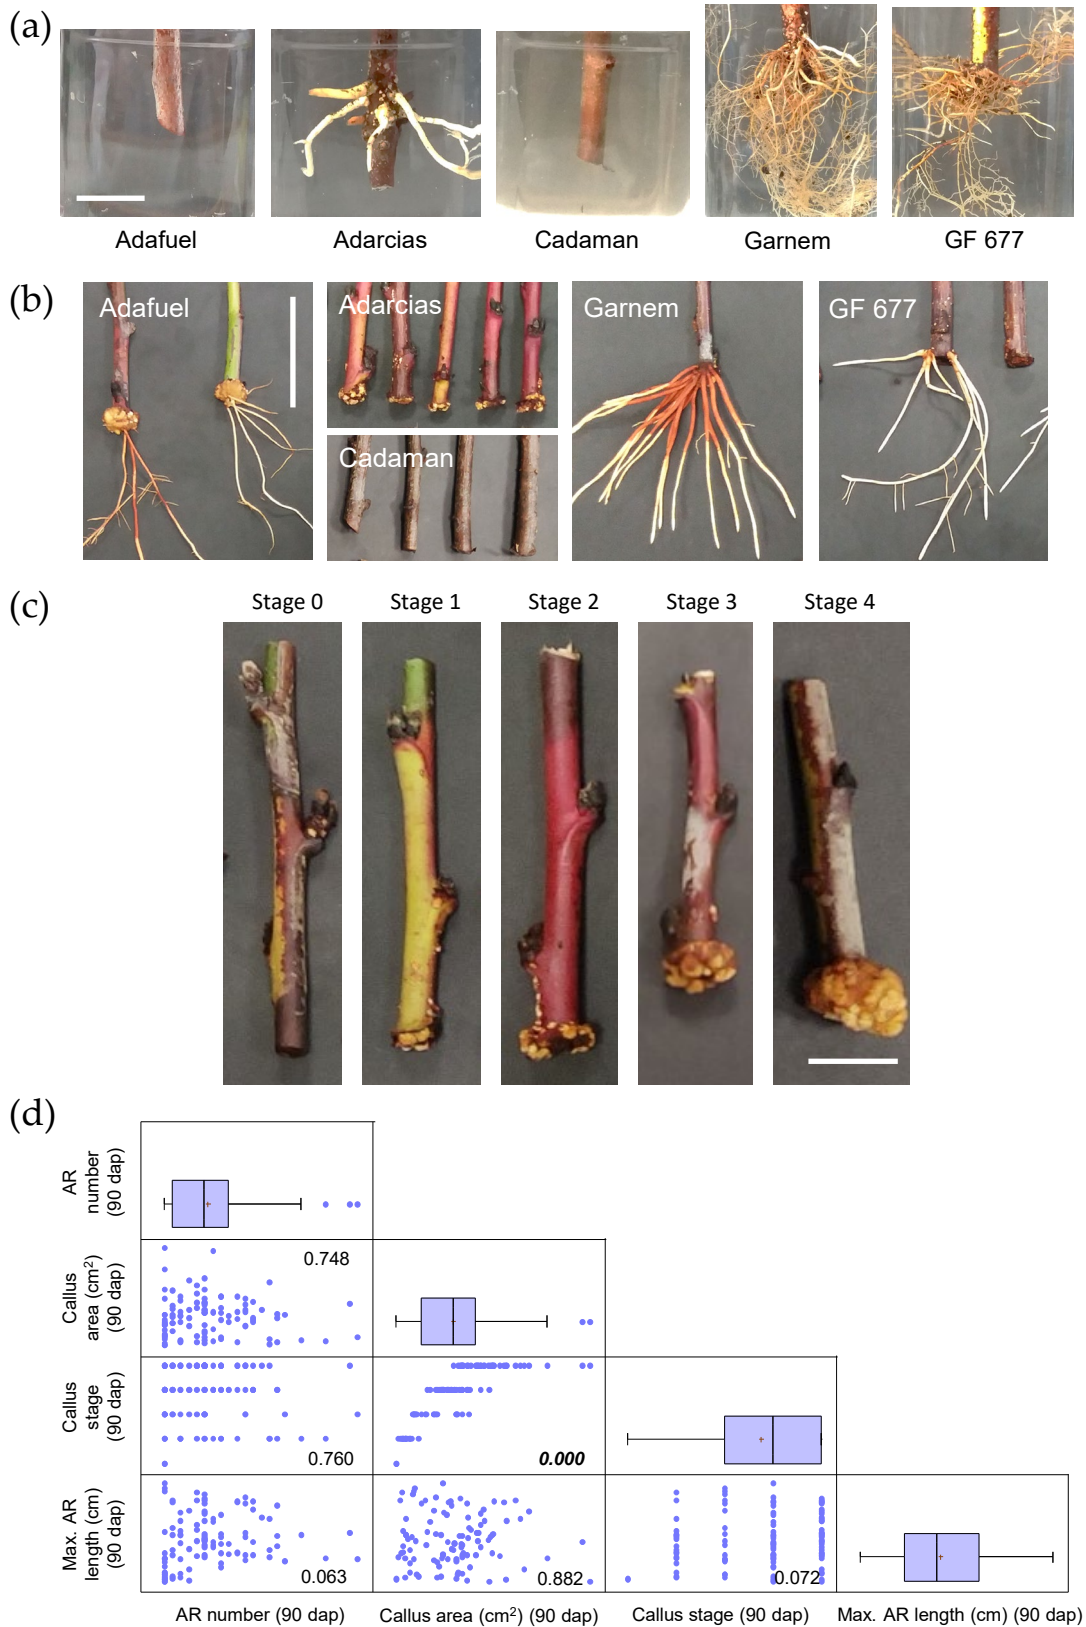 (a)
Adafuel Adarcias Cadaman Garnem GF 677
(b)
Adafuel
Adarcias
Cadaman
Garnem
GF 677
(c)
Stage 0 Stage 1 Stage 2 Stage 3 Stage 4
(d)
AR
number
(90 dap)
Callus
area (cm²)
(90 dap)
0.748
Callus
stage
(90 dap)
0.760
0.000
Max. AR
length (cm)
(90 dap)
0.063
0.882
0.072
AR number (90 dap) Callus area (cm²) (90 dap) Callus stage (90 dap) Max. AR length (cm) (90 dap)